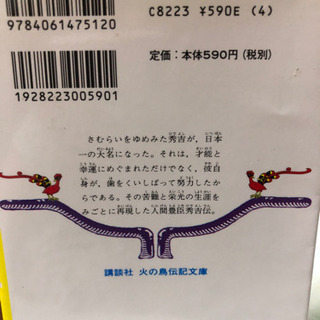 9784061475120
C8223 ¥590E (4)
定価：本体590円（税別）
1928223005901
さむらいをゆめみた秀吉が、日本
一の大名になった。それは、才能と
幸運にめぐまれただけでなく、彼自
身が、歯をくいしばって努力したか
らである。その苦難と栄光の生涯を
みごとに再現した人間豊臣秀吉伝。
講談社 火の鳥伝記文庫